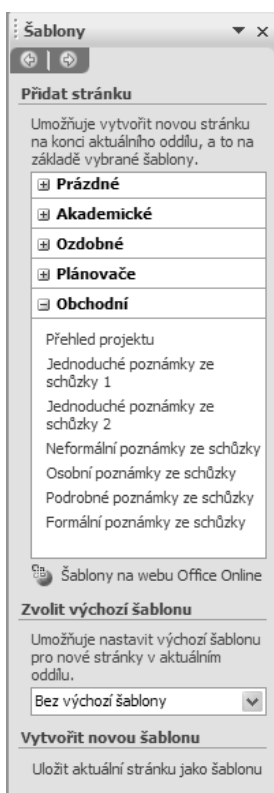 Šablony
Přidat stránku
Umožňuje vytvořit novou stránku
na konci aktuálního oddílu, a to na
základě vybrané šablony.
Prázdné
Akademické
Ozdobné
Plánovače
Obchodní
Přehled projektu
Jednoduché poznámky ze
schůzky 1
Jednoduché poznámky ze
schůzky 2
Neformální poznámky ze schůzky
Osobní poznámky ze schůzky
Podrobné poznámky ze schůzky
Formální poznámky ze schůzky
Šablony na webu Office Online
Zvolit výchozí šablonu
Umožňuje nastavit výchozí šablonu
pro nové stránky v aktuálním
oddílu.
Bez výchozí šablony
Vytvořit novou šablonu
Uložit aktuální stránku jako šablonu